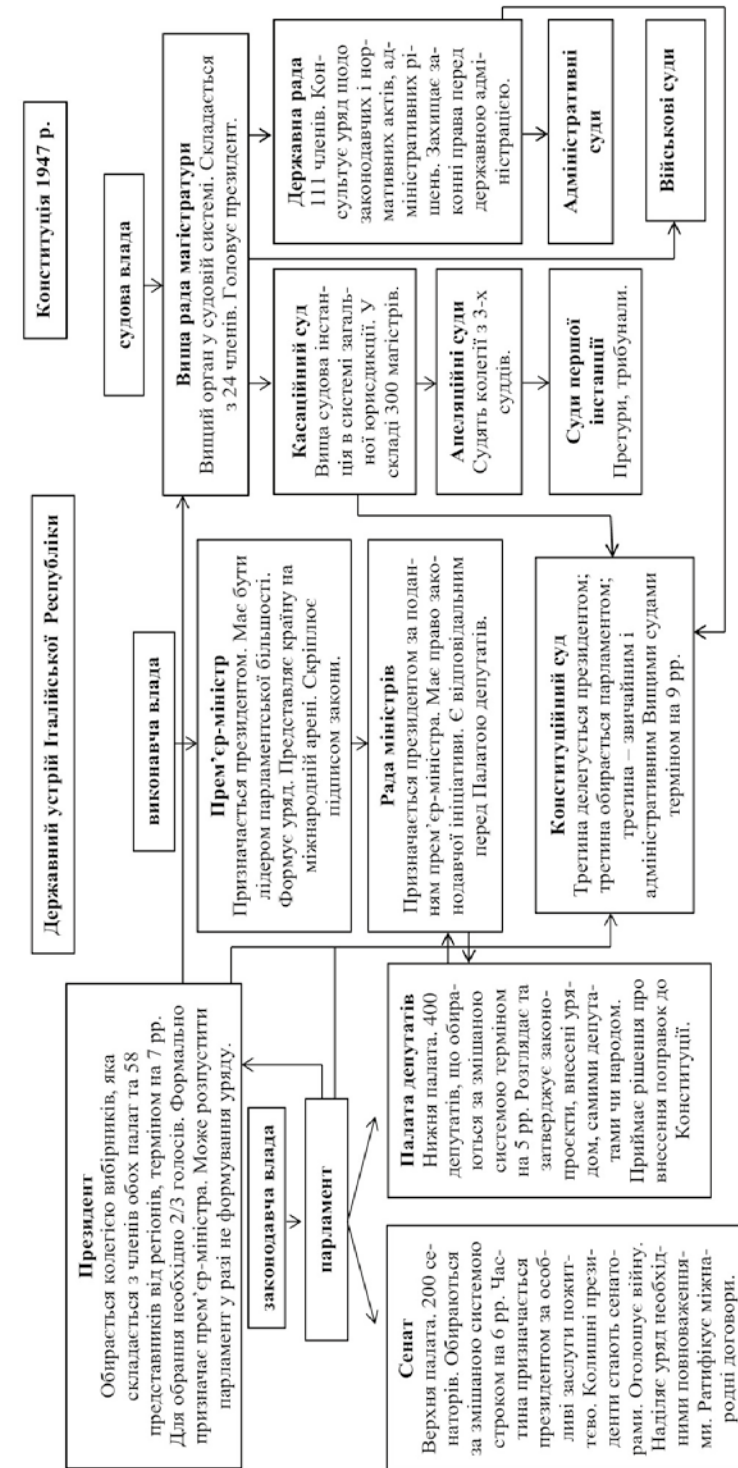 Державний устрій Італійської Республіки
Конституція 1947 р.
Президент
Обирається колегією вибірників, яка
складається з членів обох палат та 58
представників від регіонів, терміном на 7 рр.
Для обрання необхідно 2/3 голосів. Формально
призначає прем’єр-міністра. Може розпустити
парламент у разі не формування уряду.
законодавча влада
парламент
Сенат
Верхня палата. 200 се-
наторів. Обираються
за змішаною системою
строком на 6 рр. Час-
тина призначається
президентом за особ-
ливі заслуги пожит-
тєво. Колишні прези-
денти стають сенато-
рами. Оголошує війну.
Наділяє уряд необхід-
ними повноваження-
ми. Ратифікує міжна-
родні договори.
Палата депутатів
Нижня палата. 400
депутатів, що обира-
ються за змішаною
системою терміном
на 5 рр. Розглядає та
затверджує законо-
проєкти, внесені уря-
дом, самими депута-
тами чи народом.
Приймає рішення про
внесення поправок до
Конституції.
виконавча влада
Прем’єр-міністр
Призначається президентом. Має бути
лідером парламентської більшості.
Формує уряд. Представляє країну на
міжнародній арені. Скріплює
підписом закони.
Рада міністрів
Призначається президентом за подан-
ням прем’єр-міністра. Має право зако-
нодавчої ініціативи. Є відповідальним
перед Палатою депутатів.
Конституційний суд
Третина делегується президентом;
третина обирається парламентом;
третина – звичайним і
адміністративним Вищими судами
терміном на 9 рр.
судова влада
Вища рада магістратури
Вищий орган у судовій системі. Складається
з 24 членів. Головує президент.
Касаційний суд
Вища судова інстан-
ція в системі загаль-
ної юрисдикції. У
складі 300 магістрів.
Апеляційні суди
Судять колегії з 3-х
суддів.
Суди першої
інстанції
Претури, трибунали.
Державна рада
111 членів. Кон-
сультує уряд щодо
законодавчих і нор-
мативних актів, ад-
міністративних рі-
шень. Захищає за-
конні права перед
державною адмі-
ністрацією.
Адміністративні
суди
Військові суди